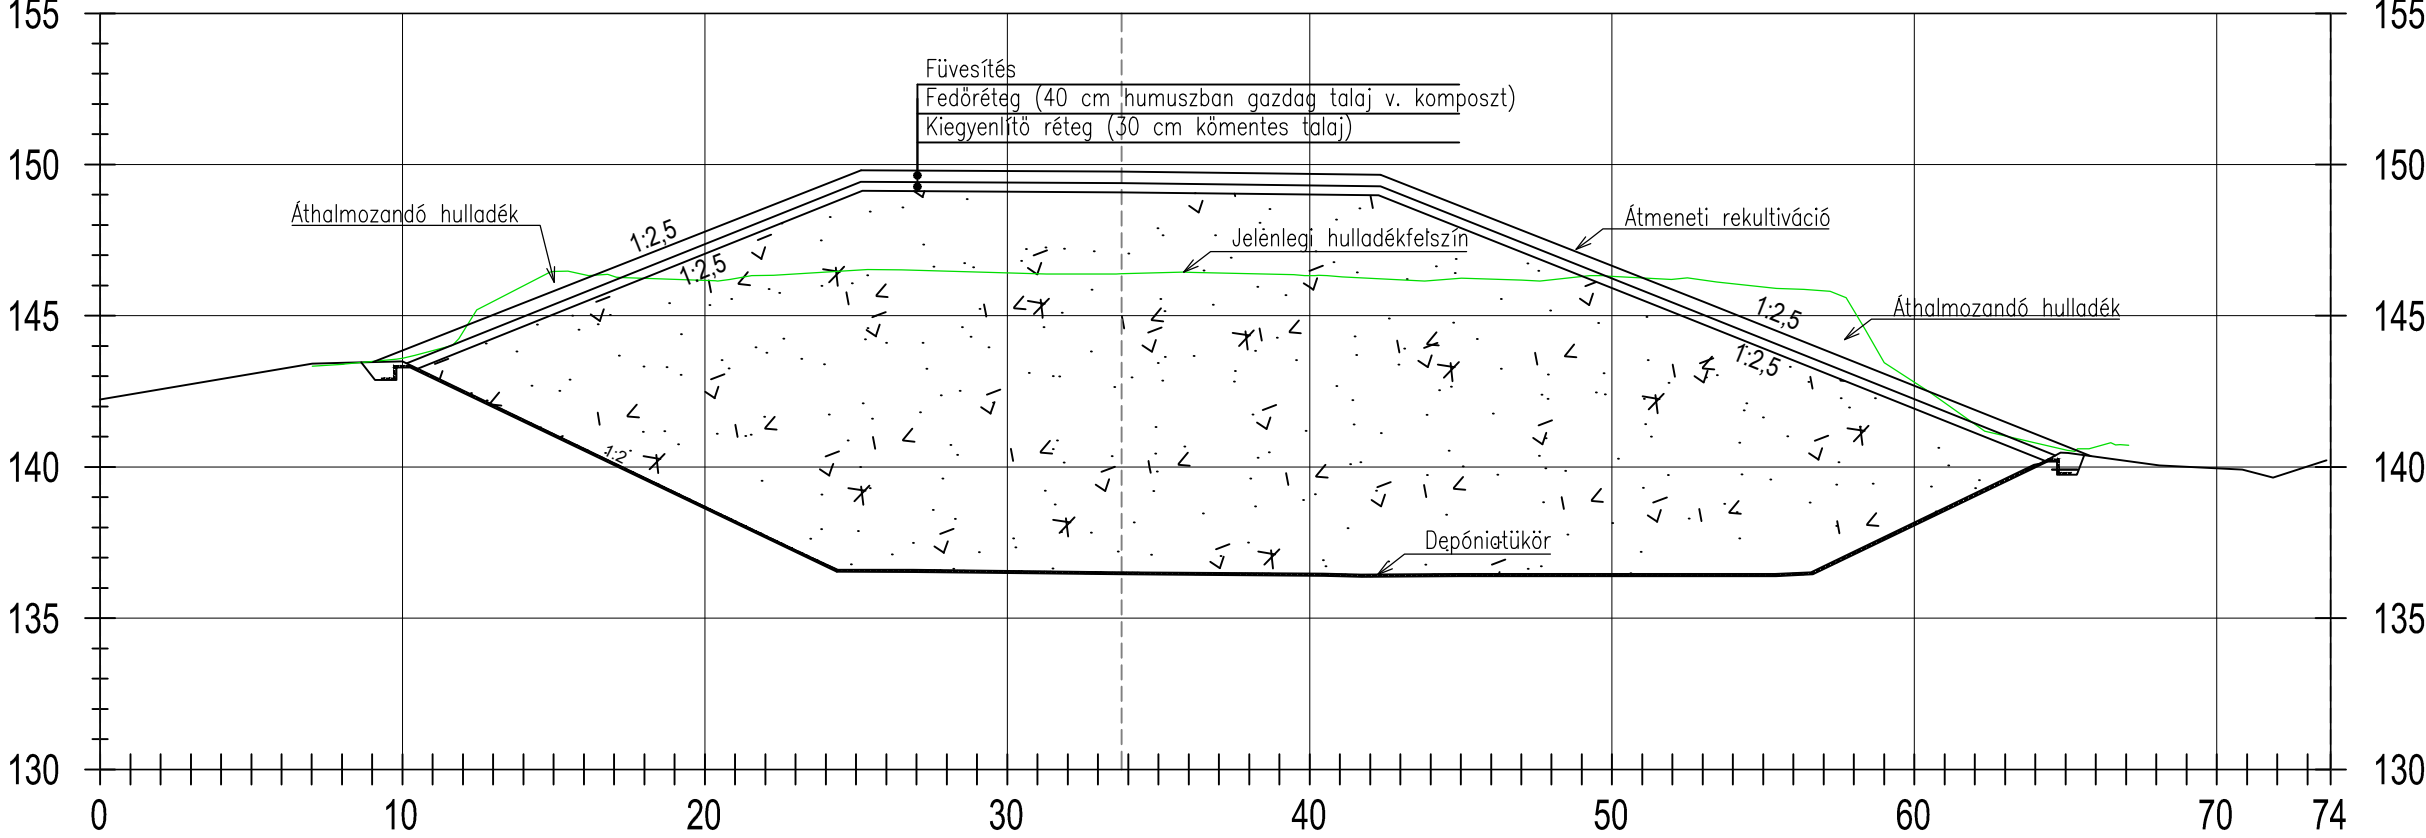 155
155
Füvesítés
Fedőréteg (40 cm humuszban gazdag talaj v. komposzt)
Kiegyenlítő réteg (30 cm kőmentes talaj)
150
150
Áthalmozandó hulladék
1:2,5
Átmeneti rekultiváció
Jelenlegi hulladékfelszín
1:2,5
145
1:2,5
Áthalmozandó hulladék
145
1:2,5
1:2
140
140
Depóniatükör
135
135
130
130
0 10 20 30 40 50 60 70 74